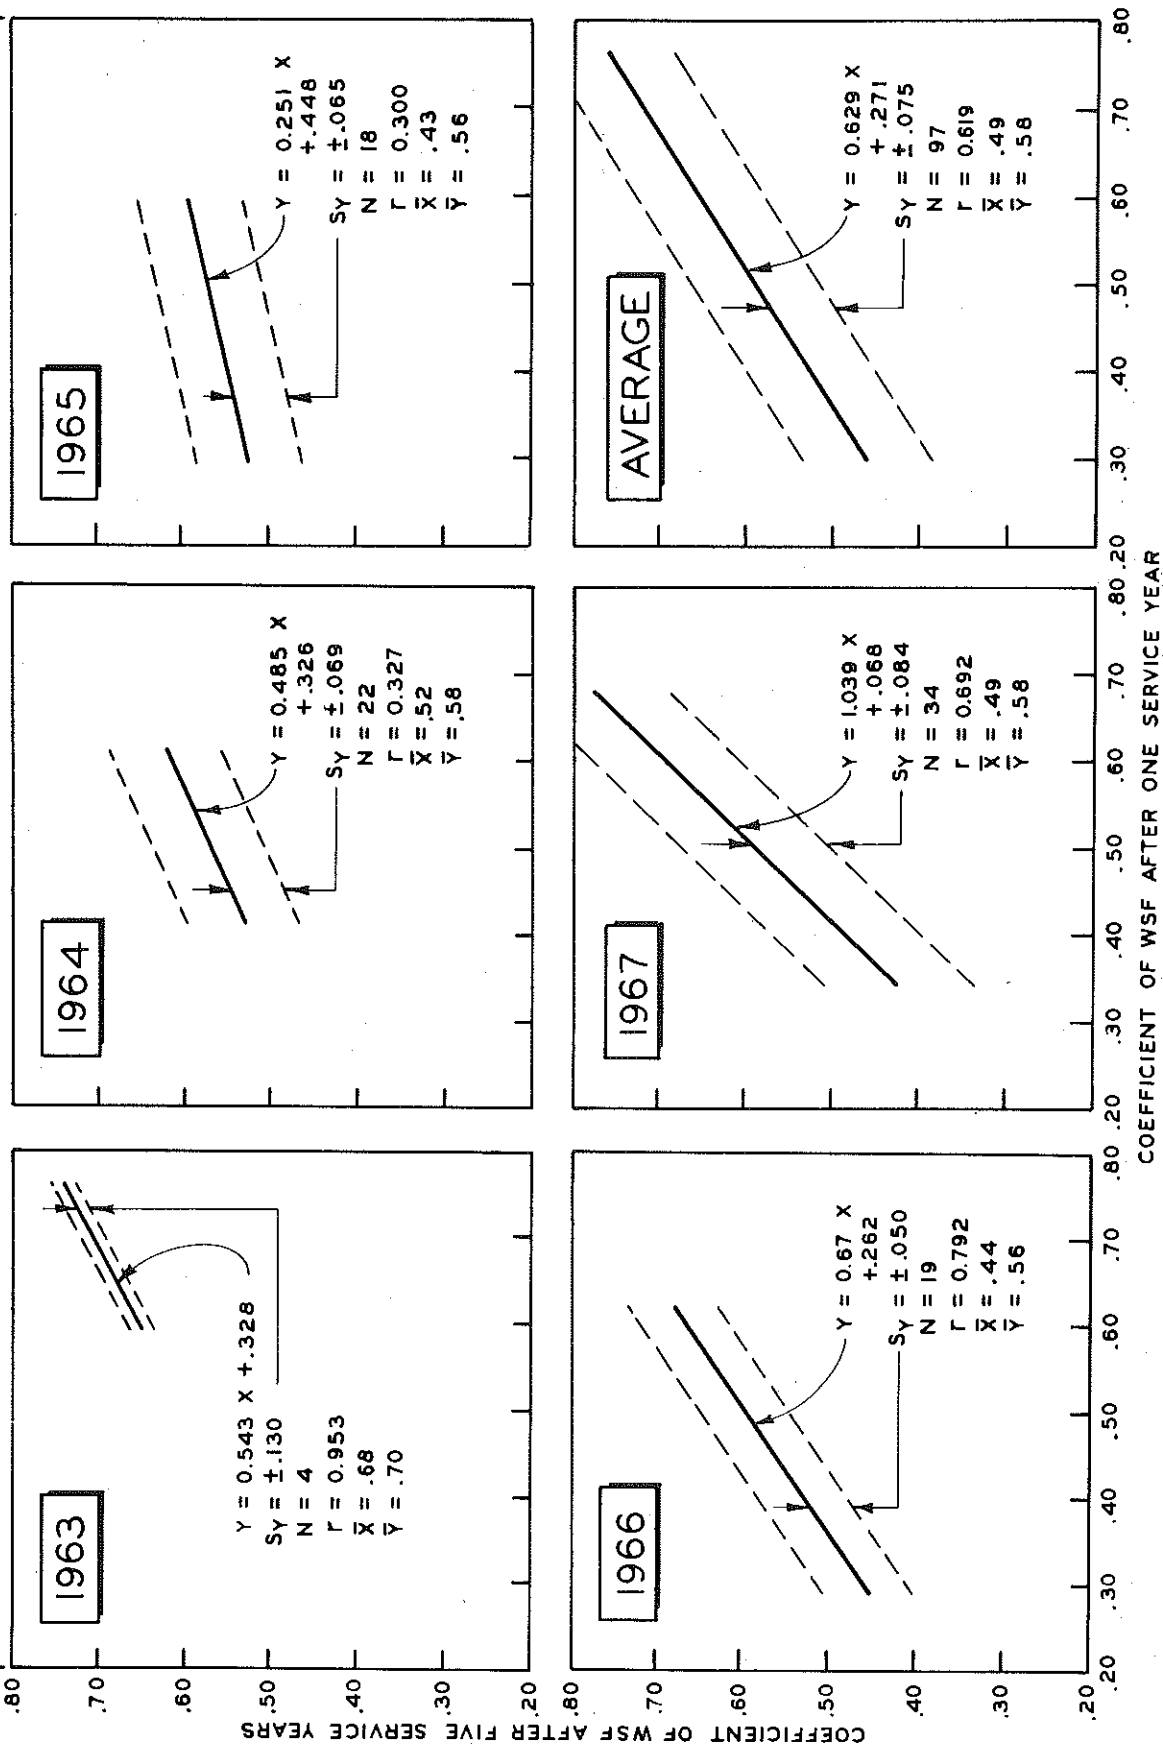 COEFFICIENT OF WSF AFTER FIVE SERVICE YEARS
.80
.70
.60
.50
.40
.30
.20
1963
Y = 0.543 X + .328
SY = ±.130
N = 4
r = 0.953
X̄ = .68
Ȳ = .70
1964
Y = 0.485 X
+ .326
SY = ±.069
N = 22
r = 0.327
X̄ = .52
Ȳ = .58
1965
Y = 0.251 X
+ .448
SY = ±.065
N = 18
r = 0.300
X̄ = .43
Ȳ = .56
.80
.70
.60
.50
.40
.30
.20
1966
Y = 0.67 X
+.262
SY = ±.050
N = 19
r = 0.792
X̄ = .44
Ȳ = .56
1967
Y = 1.039 X
+ .068
SY = ±.084
N = 34
r = 0.692
X̄ = .49
Ȳ = .58
AVERAGE
Y = 0.629 X
+ .271
SY = ±.075
N = 97
r = 0.619
X̄ = .49
Ȳ = .58
.20 .30 .40 .50 .60 .70 .80
.20 .30 .40 .50 .60 .70 .80
.20 .30 .40 .50 .60 .70 .80
COEFFICIENT OF WSF AFTER ONE SERVICE YEAR